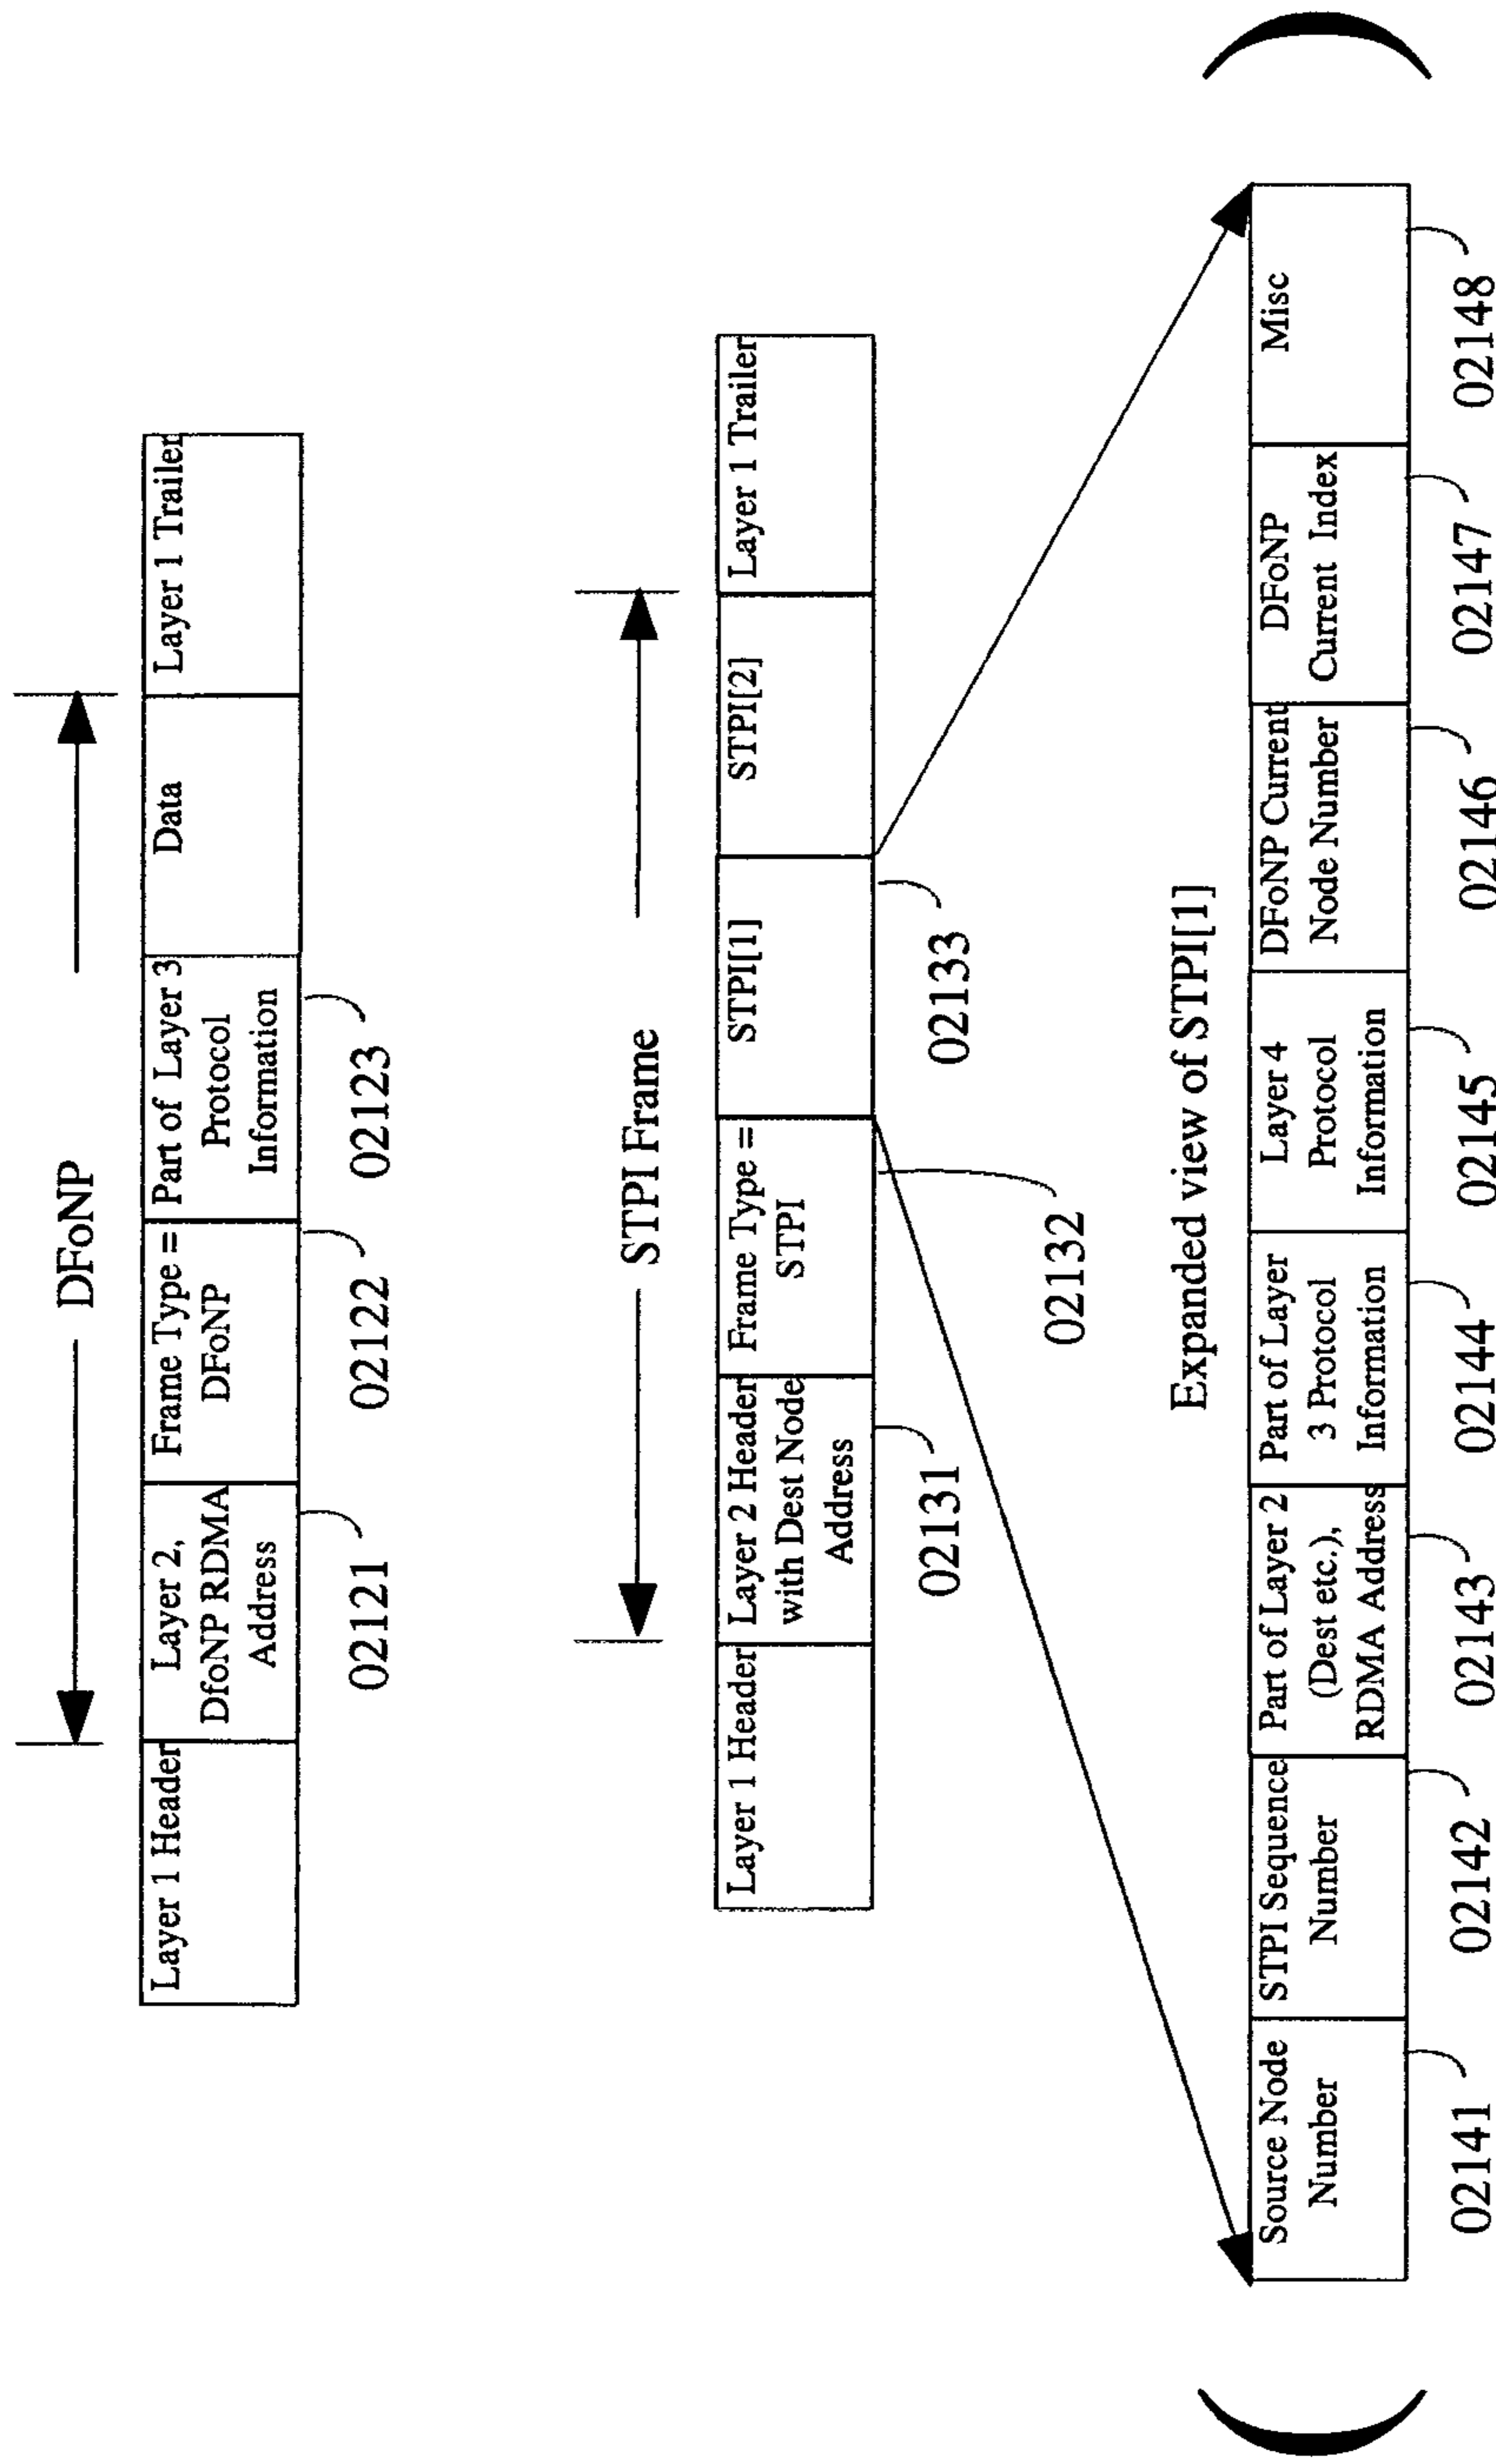 DFoNP
Layer 1 Header
Layer 2,
DfoNP RDMA
Address
Frame Type =
DFoNP
Part of Layer 3
Protocol
Information
Data
Layer 1 Trailer
02121
02122
02123
STPI Frame
Layer 1 Header
Layer 2 Header
with Dest Node
Address
Frame Type =
STPI
STPI[1]
STPI[2]
Layer 1 Trailer
02131
02132
02133
Expanded view of STPI[1]
Source Node
Number
STPI Sequence
Number
Part of Layer 2
(Dest etc.),
RDMA Address
Part of Layer
3 Protocol
Information
Layer 4
Protocol
Information
DFoNP Current
Node Number
DFoNP
Current Index
Misc
02141
02142
02143
02144
02145
02146
02147
02148